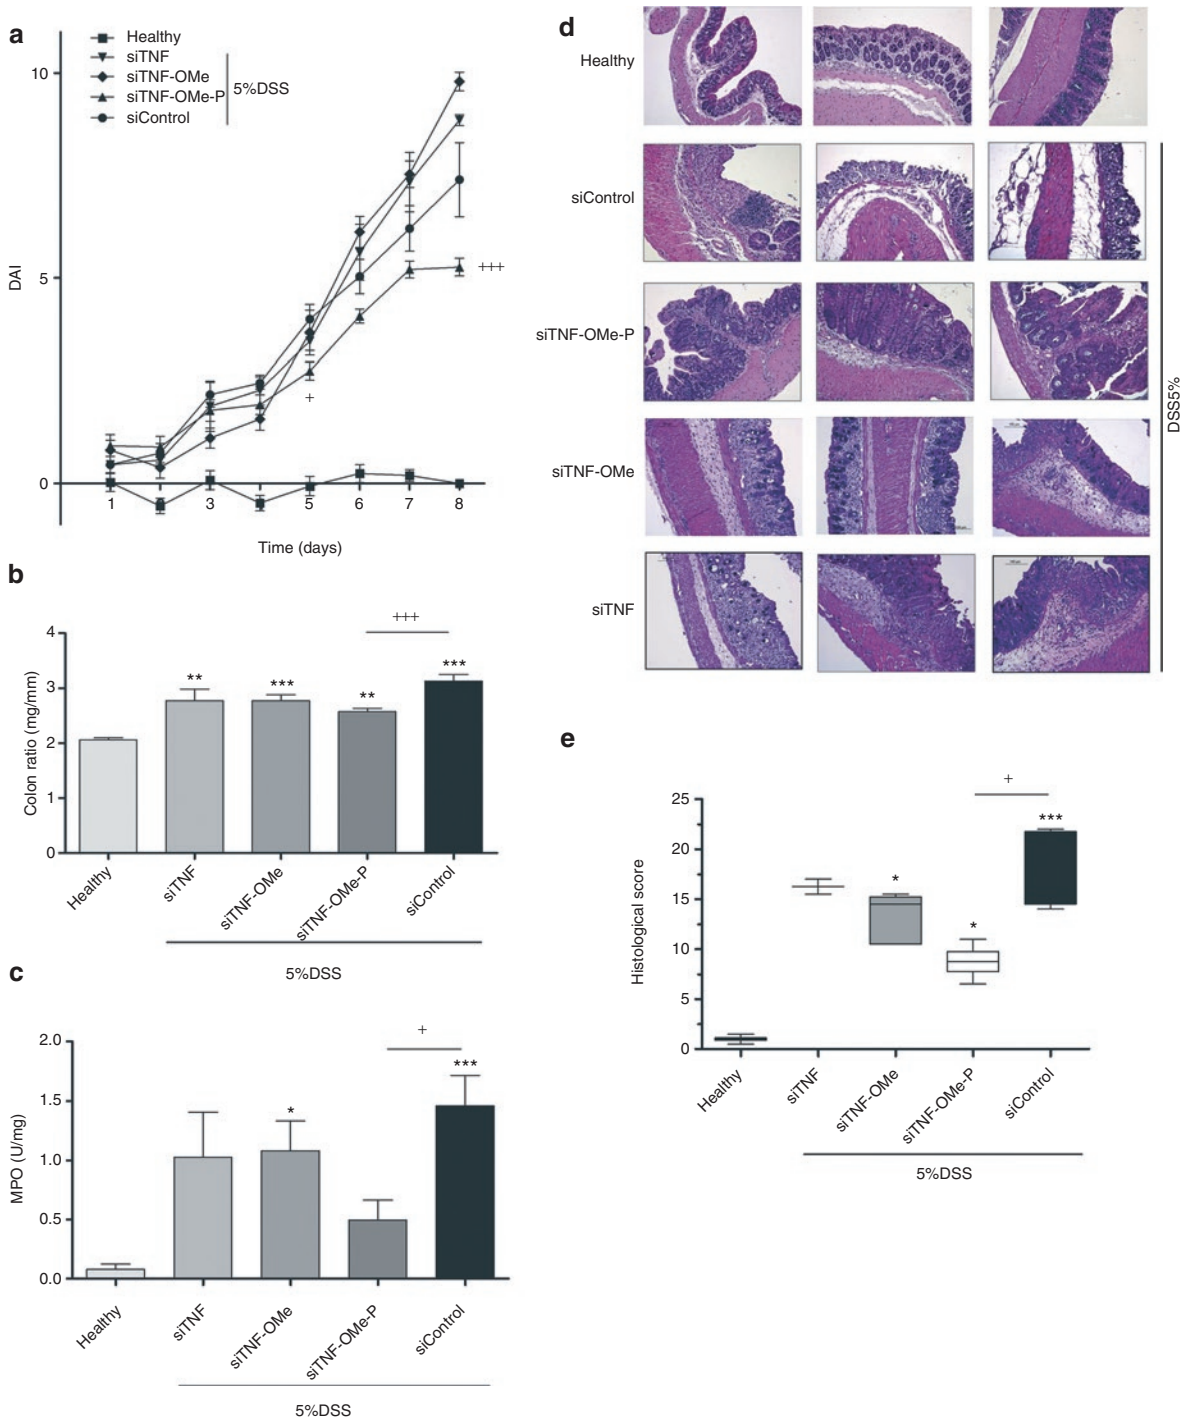 a
Healthy
siTNF
siTNF-OMe
siTNF-OMe-P
siControl
5%DSS
10
5
0
DAI
+++
+
1
3
5
6
7
8
Time (days)
b
4
3
2
1
0
Colon ratio (mg/mm)
**
***
**
+++
***
Healthy
siTNF
siTNF-OMe
siTNF-OMe-P
siControl
5%DSS
c
2.0
1.5
1.0
0.5
0.0
MPO (U/mg)
*
+
***
Healthy
siTNF
siTNF-OMe
siTNF-OMe-P
siControl
5%DSS
d
Healthy
siControl
siTNF-OMe-P
siTNF-OMe
siTNF
DSS5%
e
25
20
15
10
5
0
Histological score
*
*
+
***
Healthy
siTNF
siTNF-OMe
siTNF-OMe-P
siControl
5%DSS